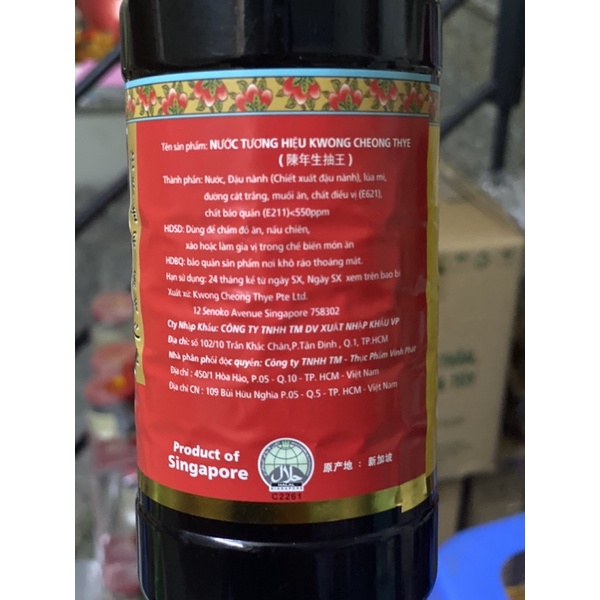 Tên sản phẩm: NƯỚC TƯƠNG HIỆU KWONG CHEONG THYE
( 陳年生抽王 )
Thành phần: Nước, Đậu nành (Chiết xuất đậu nành), lúa mì,
đường cát trắng, muối ăn, chất điều vị (E621),
chất bảo quản (E211)<550ppm
HDSD: Dùng để chấm đồ ăn, nấu chiên,
xào hoặc làm gia vị trong chế biến món ăn
HDBQ: bảo quản sản phẩm nơi khô ráo thoáng mát.
Hạn sử dụng: 24 tháng kể từ ngày SX, Ngày SX xem trên bao bì
Xuất xứ: Kwong Cheong Thye Pte Ltd.
12 Senoko Avenue Singapore 758302
Cty Nhập Khẩu: CÔNG TY TNHH TM DV XUẤT NHẬP KHẨU VP
Địa chỉ: số 102/10 Trần Khắc Chân,P.Tân Định , Q.1, TP.HCM
Nhà phân phối độc quyền: Công ty TNHH TM - Thực Phẩm Vĩnh Phát
Địa chỉ : 450/1 Hòa Hảo, P.05 - Q.10 - TP. HCM - Việt Nam
Địa chỉ CN : 109 Bùi Hữu Nghĩa P.05 - Q.5 - TP. HCM - Việt Nam
Product of
Singapore
SINGAPORE
C2261
原产地 : 新加坡